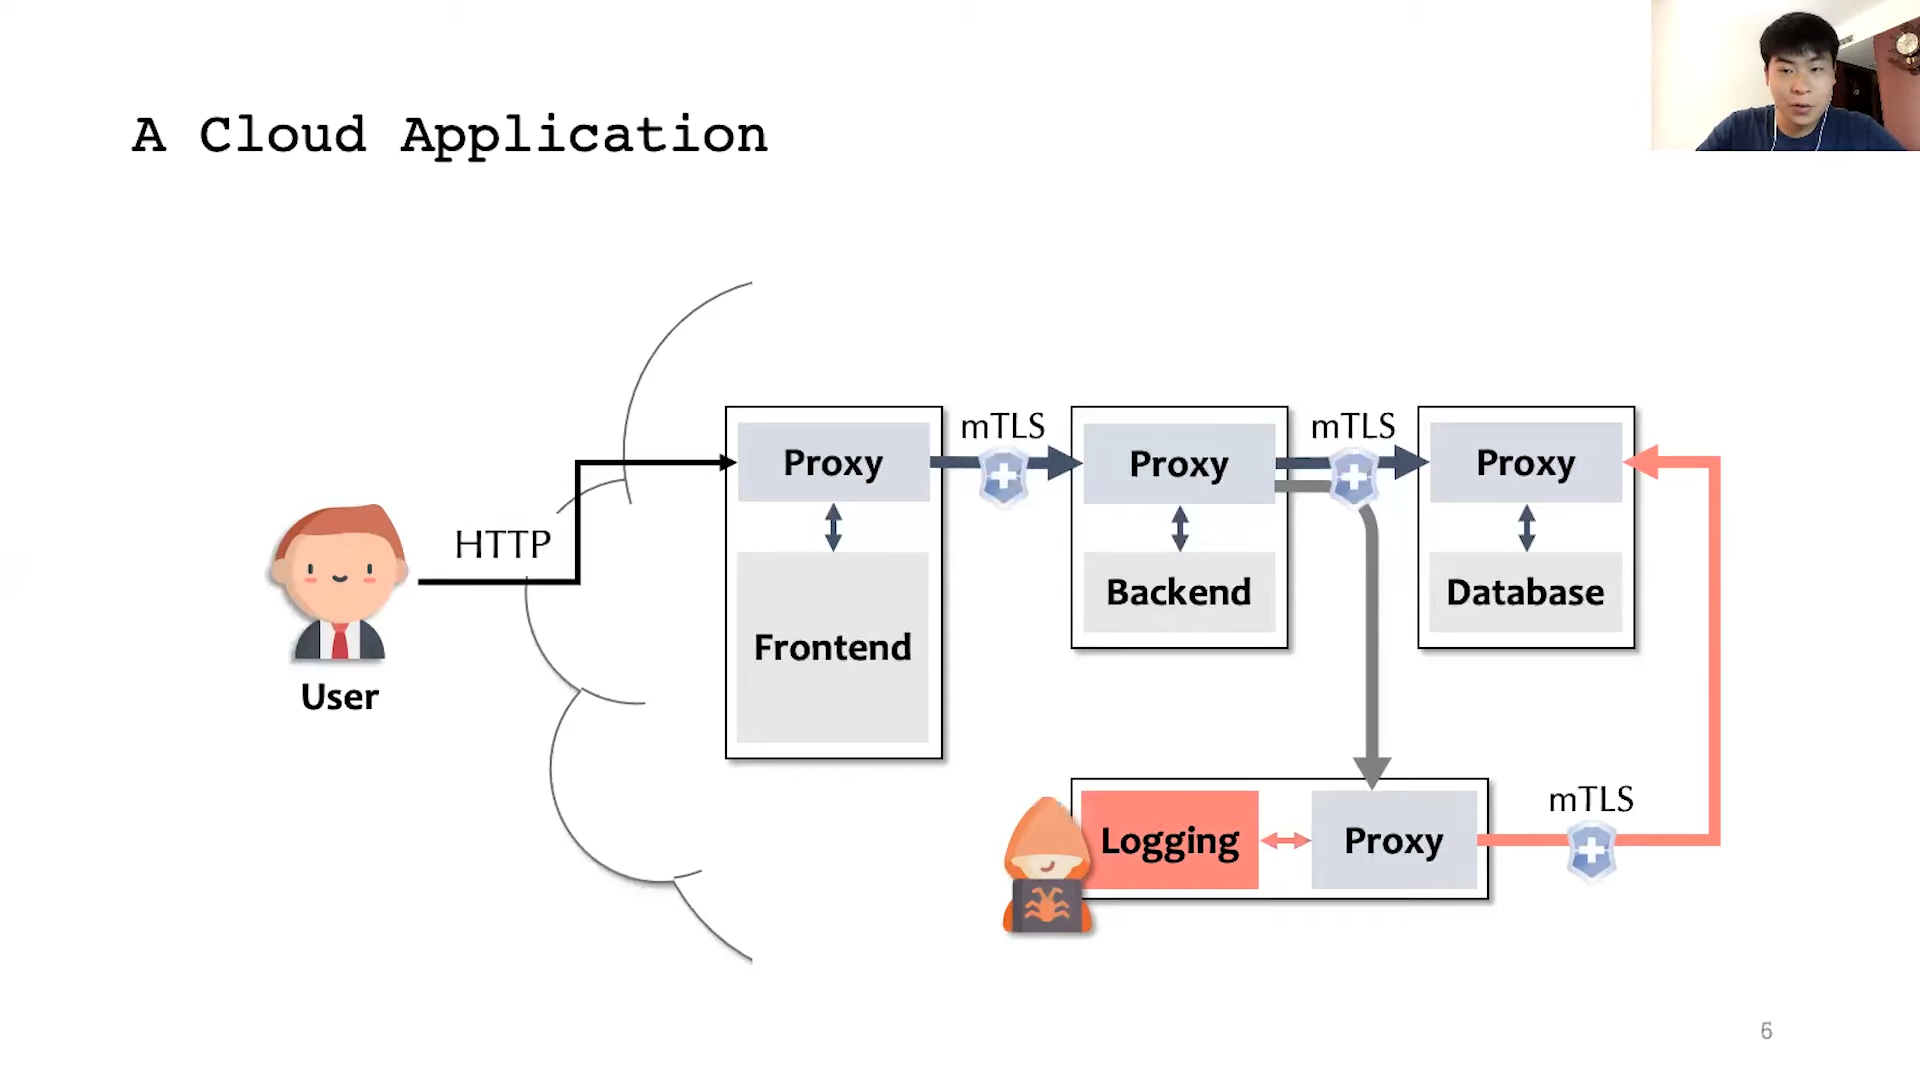 A Cloud Application
mTLS
mTLS
Proxy
Proxy
Proxy
HTTP
Backend
Database
Frontend
User
mTLS
Logging
Proxy
6